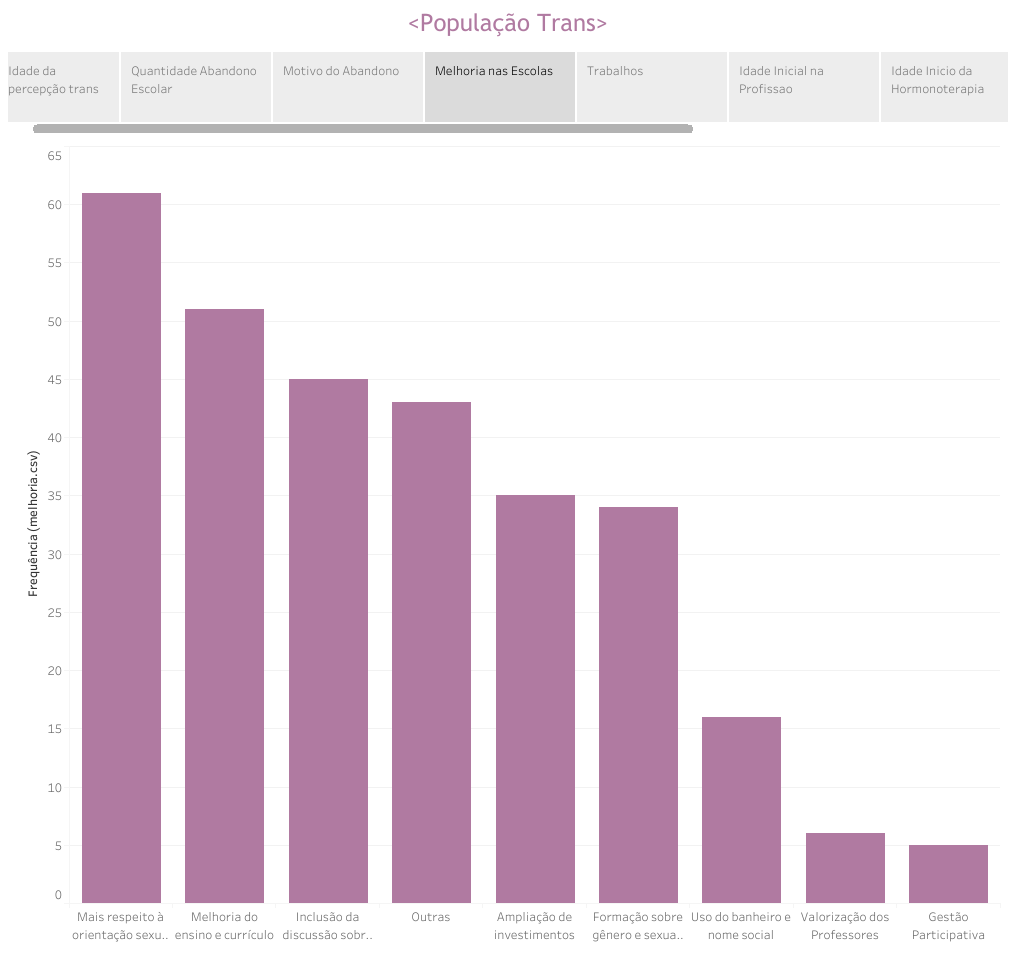 <População Trans>
Idade da
percepção trans
Quantidade Abandono
Escolar
Motivo do Abandono
Melhoria nas Escolas
Trabalhos
Idade Inicial na
Profissao
Idade Inicio da
Hormonoterapia
65
60
55
50
45
40
35
30
25
20
15
10
5
0
Frequência (melhoria.csv)
Mais respeito à
orientação sexu..
Melhoria do
ensino e currículo
Inclusão da
discussão sobr..
Outras
Ampliação de
investimentos
Formação sobre
gênero e sexua..
Uso do banheiro e
nome social
Valorização dos
Professores
Gestão
Participativa